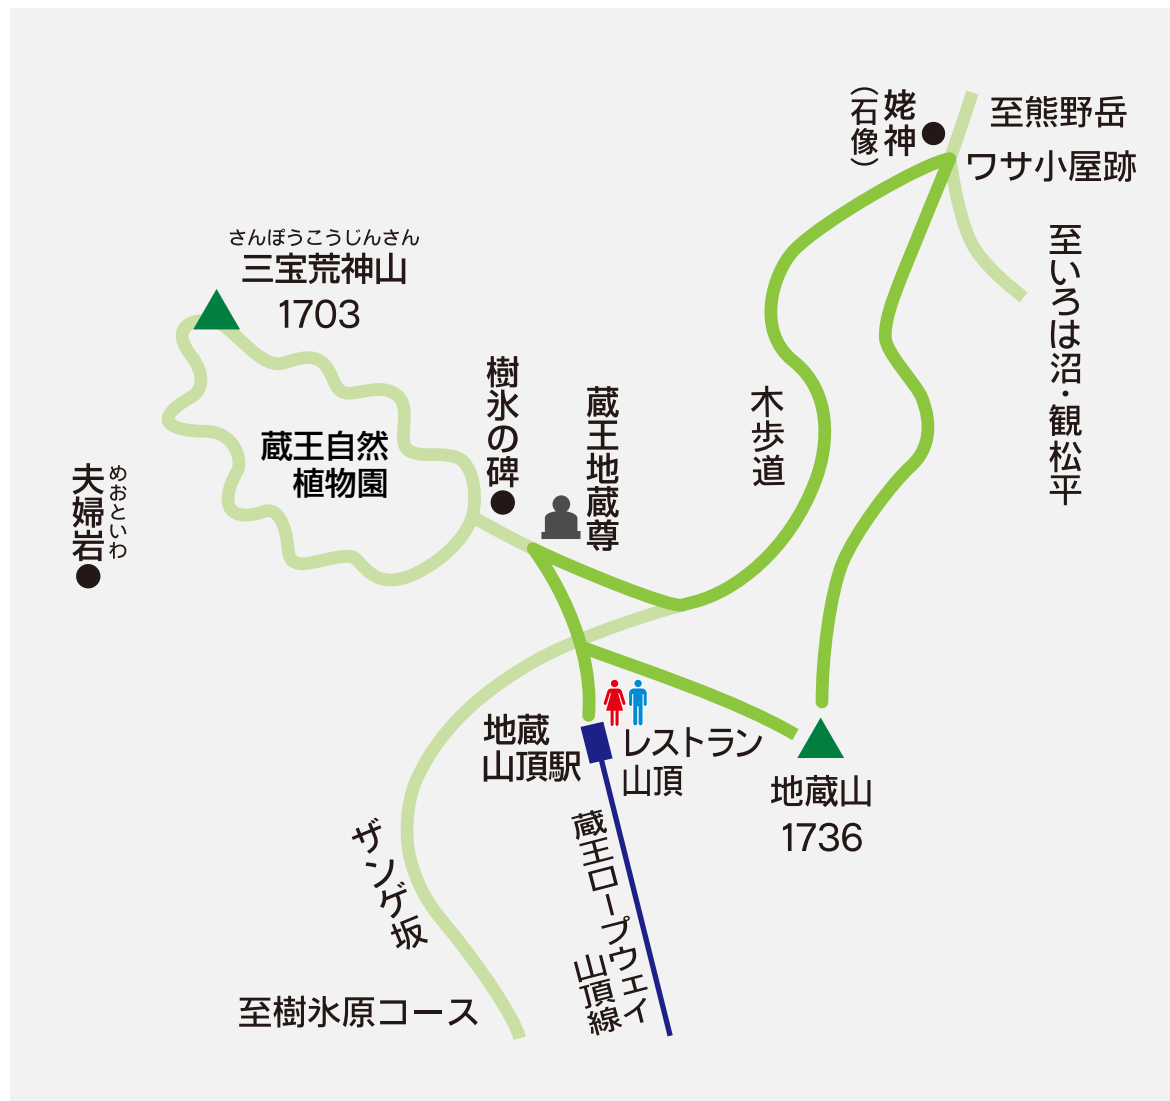 姥神
（石像）
至熊野岳
ワサ小屋跡
至いろは沼・観松平
さんぽうこうじんさん
三宝荒神山
1703
樹氷の碑
蔵王地蔵尊
木歩道
蔵王自然
植物園
夫婦岩
めおといわ
地蔵
山頂駅
レストラン
山頂
地蔵山
1736
ザンゲ坂
蔵王ロープウェイ
山頂線
至樹氷原コース